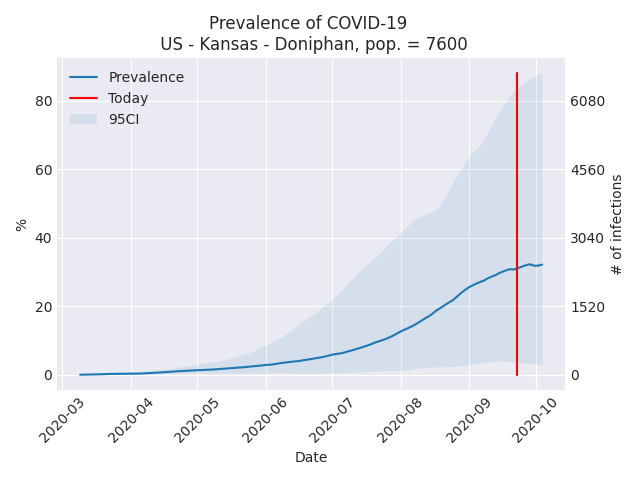 Prevalence of COVID-19
US - Kansas - Doniphan, pop. = 7600
Prevalence
Today
95CI
80
60
40
20
0
%
6080
4560
3040
1520
0
# of infections
2020-03
2020-04
2020-05
2020-06
2020-07
2020-08
2020-09
2020-10
Date